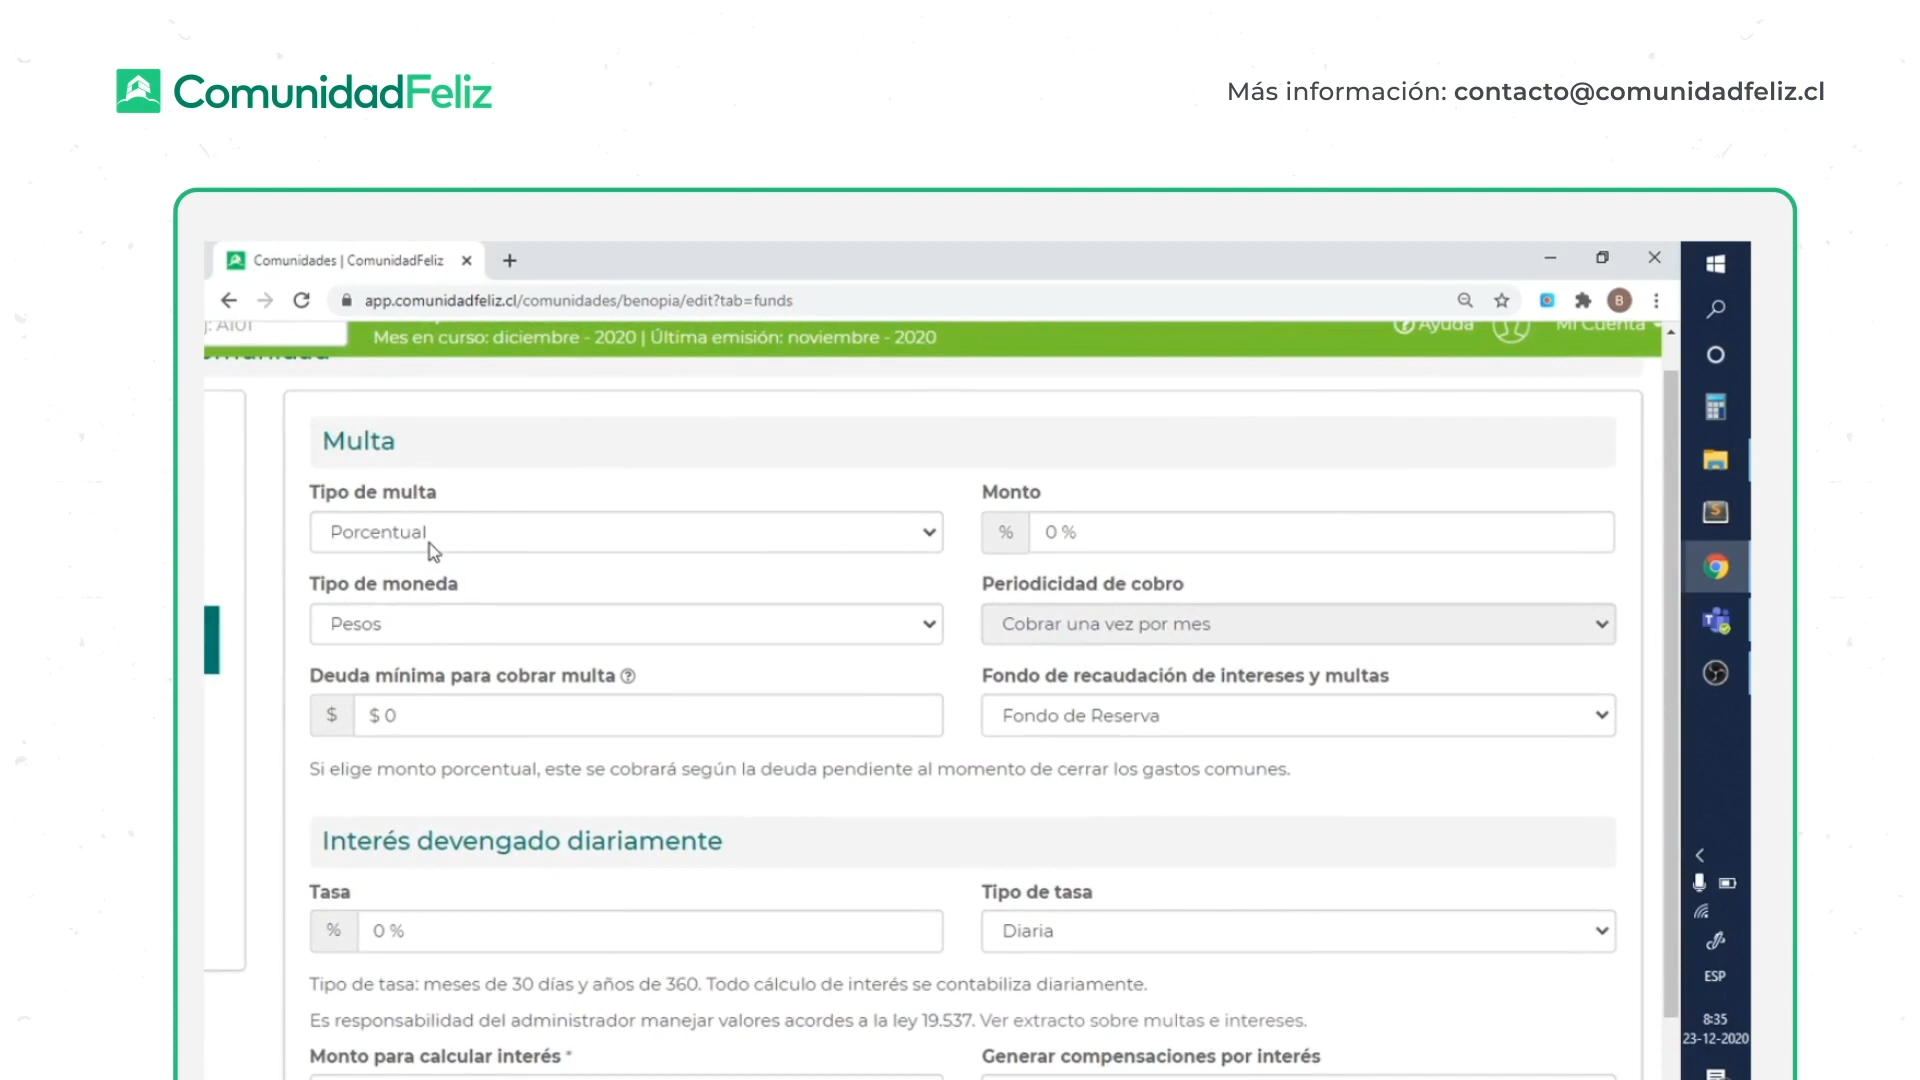 ComunidadFeliz
Más información: contacto@comunidadfeliz.cl
Comunidades | ComunidadFeliz
app.comunidadfeliz.cl/comunidades/benopia/edit?tab=funds
B
Ayuda
Mi Cuenta
Mes en curso: diciembre - 2020 | Última emisión: noviembre - 2020
Multa
Tipo de multa
Monto
Porcentual
% 0 %
Tipo de moneda
Periodicidad de cobro
Pesos
Cobrar una vez por mes
Deuda mínima para cobrar multa ?
Fondo de recaudación de intereses y multas
$ $ 0
Fondo de Reserva
Si elige monto porcentual, este se cobrará según la deuda pendiente al momento de cerrar los gastos comunes.
Interés devengado diariamente
Tasa
Tipo de tasa
% 0 %
Diaria
Tipo de tasa: meses de 30 días y años de 360. Todo cálculo de interés se contabiliza diariamente.
Es responsabilidad del administrador manejar valores acordes a la ley 19.537. Ver extracto sobre multas e intereses.
Monto para calcular interés *
Generar compensaciones por interés
ESP
8:35
23-12-2020